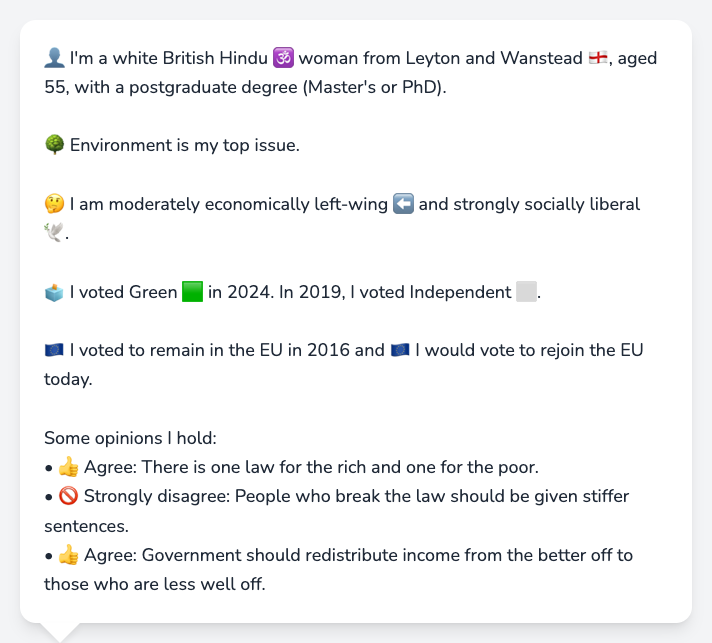 👤 I'm a white British Hindu 🕉️ woman from Leyton and Wanstead 🏴󠁧󠁢󠁥󠁮󠁧󠁿, aged
55, with a postgraduate degree (Master's or PhD).
🌳 Environment is my top issue.
🤔 I am moderately economically left-wing ⬅️ and strongly socially liberal
🕊️.
🗳️ I voted Green 🟩 in 2024. In 2019, I voted Independent ⬜.
🇪🇺 I voted to remain in the EU in 2016 and 🇪🇺 I would vote to rejoin the EU
today.
Some opinions I hold:
• 👍 Agree: There is one law for the rich and one for the poor.
• 🚫 Strongly disagree: People who break the law should be given stiffer
sentences.
• 👍 Agree: Government should redistribute income from the better off to
those who are less well off.